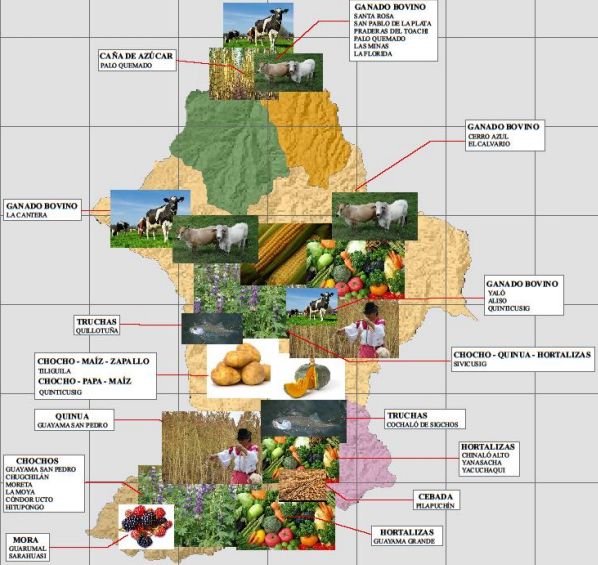 GANADO BOVINO
SANTA ROSA
SAN PABLO DE LA PLATA
PRADERAS DEL TOACHI
PALO QUEMADO
LAS MINAS
LA FLORIDA
CAÑA DE AZÚCAR
PALO QUEMADO
GANADO BOVINO
CERRO AZUL
EL CALVARIO
GANADO BOVINO
LA CANTERA
GANADO BOVINO
YALÓ
ALISO
QUINTICUSIG
TRUCHAS
QUILLOTUÑA
CHOCHO - QUINUA - HORTALIZAS
SIVICUSIG
CHOCHO - MAÍZ - ZAPALLO
TILIGUILA
CHOCHO - PAPA - MAÍZ
QUINTICUSIG
QUINUA
GUAYAMA SAN PEDRO
TRUCHAS
COCHALÓ DE SIGCHOS
HORTALIZAS
CHINALÓ ALTO
YANASACHA
YACUCHAQUI
CHOCHOS
GUAYAMA SAN PEDRO
CHUGCHILÁN
MORETA
LA MOYA
CÓNDOR UCTO
HITUPONGO
CEBADA
PILAPUCHÍN
HORTALIZAS
GUAYAMA GRANDE
MORA
GUARUMAL
SARAHUASI